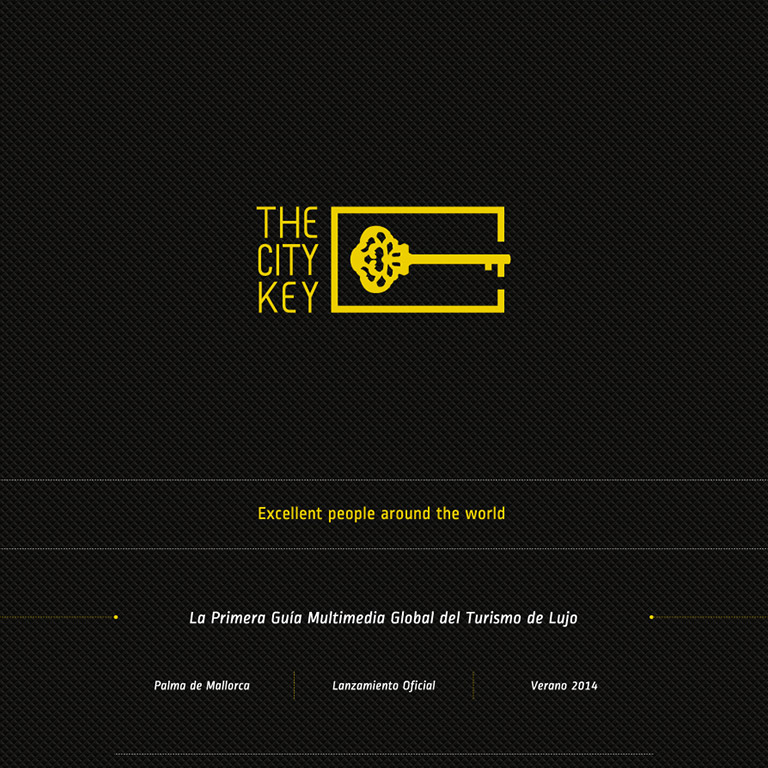 THE
CITY
KEY
Excellent people around the world
La Primera Guía Multimedia Global del Turismo de Lujo
Palma de Mallorca
Lanzamiento Oficial
Verano 2014